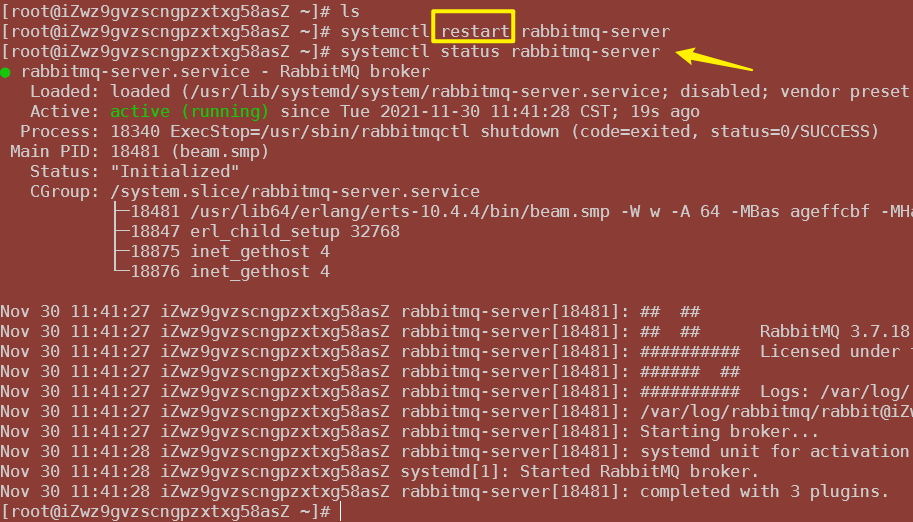 [root@iZwz9gvzscngpzxtxg58asZ ~]# ls
[root@iZwz9gvzscngpzxtxg58asZ ~]# systemctl restart rabbitmq-server
[root@iZwz9gvzscngpzxtxg58asZ ~]# systemctl status rabbitmq-server
● rabbitmq-server.service - RabbitMQ broker
   Loaded: loaded (/usr/lib/systemd/system/rabbitmq-server.service; disabled; vendor preset
   Active: active (running) since Tue 2021-11-30 11:41:28 CST; 19s ago
  Process: 18340 ExecStop=/usr/sbin/rabbitmqctl shutdown (code=exited, status=0/SUCCESS)
 Main PID: 18481 (beam.smp)
   Status: "Initialized"
   CGroup: /system.slice/rabbitmq-server.service
           ├─18481 /usr/lib64/erlang/erts-10.4.4/bin/beam.smp -W w -A 64 -MBas ageffcbf -MHa
           ├─18847 erl_child_setup 32768
           ├─18875 inet_gethost 4
           └─18876 inet_gethost 4
Nov 30 11:41:27 iZwz9gvzscngpzxtxg58asZ rabbitmq-server[18481]: ##  ##
Nov 30 11:41:27 iZwz9gvzscngpzxtxg58asZ rabbitmq-server[18481]: ##  ##      RabbitMQ 3.7.18
Nov 30 11:41:27 iZwz9gvzscngpzxtxg58asZ rabbitmq-server[18481]: ##########  Licensed under
Nov 30 11:41:27 iZwz9gvzscngpzxtxg58asZ rabbitmq-server[18481]: ######  ##
Nov 30 11:41:27 iZwz9gvzscngpzxtxg58asZ rabbitmq-server[18481]: ##########  Logs: /var/log/
Nov 30 11:41:27 iZwz9gvzscngpzxtxg58asZ rabbitmq-server[18481]: /var/log/rabbitmq/rabbit@iZw
Nov 30 11:41:27 iZwz9gvzscngpzxtxg58asZ rabbitmq-server[18481]: Starting broker...
Nov 30 11:41:28 iZwz9gvzscngpzxtxg58asZ rabbitmq-server[18481]: systemd unit for activation
Nov 30 11:41:28 iZwz9gvzscngpzxtxg58asZ systemd[1]: Started RabbitMQ broker.
Nov 30 11:41:28 iZwz9gvzscngpzxtxg58asZ rabbitmq-server[18481]: completed with 3 plugins.
[root@iZwz9gvzscngpzxtxg58asZ ~]#